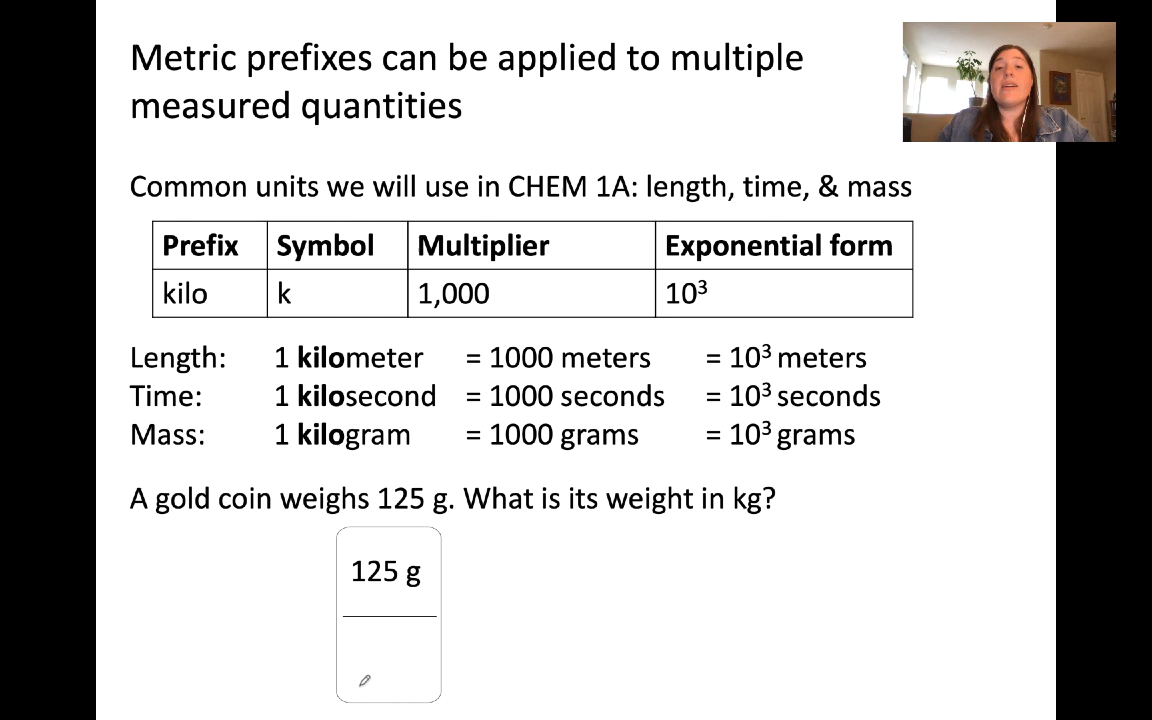 Metric prefixes can be applied to multiple
measured quantities
Common units we will use in CHEM 1A: length, time, & mass
Prefix Symbol Multiplier Exponential form
kilo k 1,000 10³
Length: 1 kilometer = 1000 meters = 10³ meters
Time: 1 kilosecond = 1000 seconds = 10³ seconds
Mass: 1 kilogram = 1000 grams = 10³ grams
A gold coin weighs 125 g. What is its weight in kg?
125 g